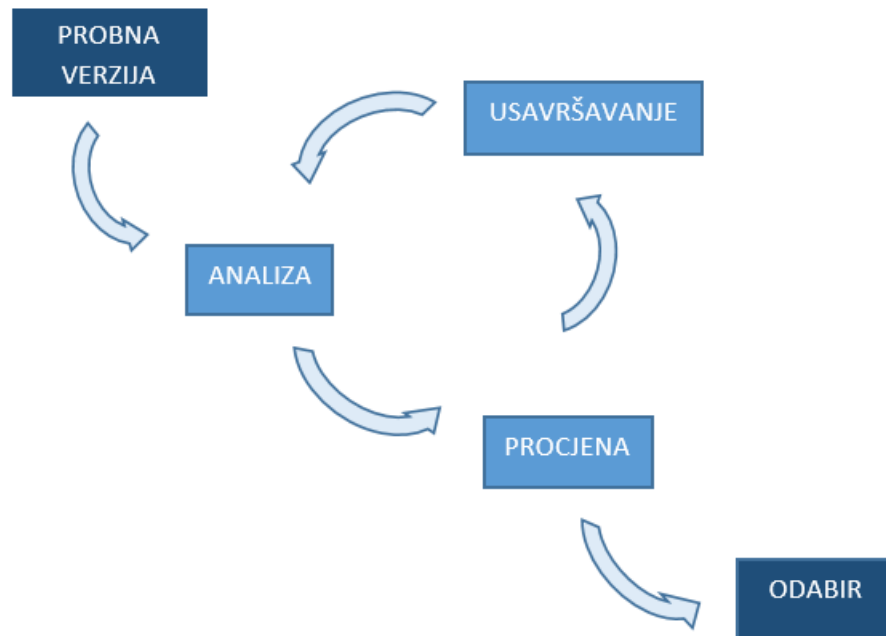 PROBNA
VERZIJA
USAVRŠAVANJE
ANALIZA
PROCJENA
ODABIR